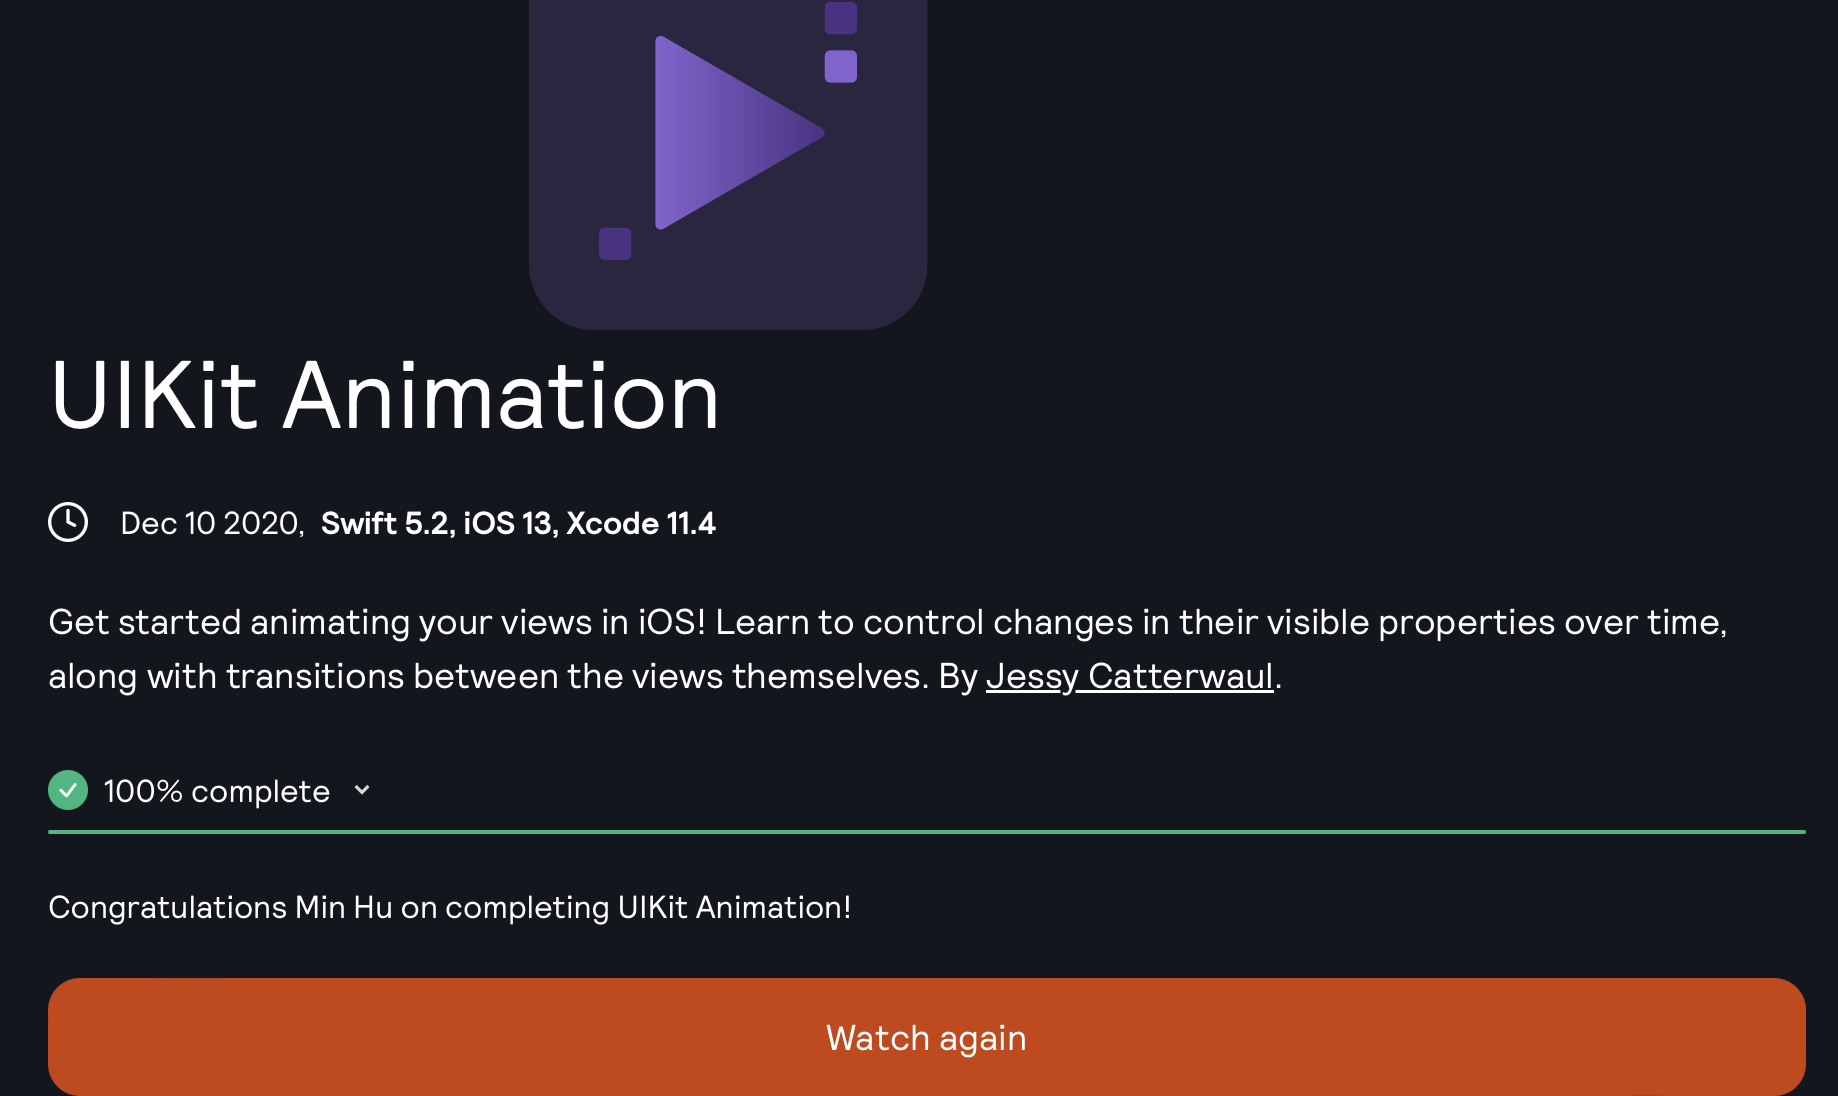 UIKit Animation
Dec 10 2020, Swift 5.2, iOS 13, Xcode 11.4
Get started animating your views in iOS! Learn to control changes in their visible properties over time,
along with transitions between the views themselves. By Jessy Catterwaul.
100% complete
Congratulations Min Hu on completing UIKit Animation!
Watch again